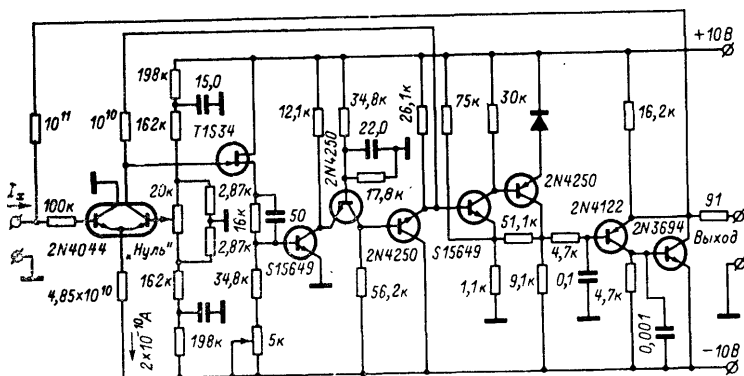 +10В
198к
15,0
10¹¹
10¹⁰
162к
T1S34
12,1к
34,8к
26,1к
75к
30к
16,2к
22,0
2N4250
17,8к
2N4250
Iн
100к
20к
2,87к
16к
50
2N4122
91
2N4044
„Нуль"
2,87к
S15649
2N4250
S15649
51,1к
4,7к
2N3694
Выход
4,85×10¹⁰
162к
34,8к
56,2к
1,1к
9,1к
0,1
4,7к
2×10⁻¹⁰А
198к
5к
0,001
−10В